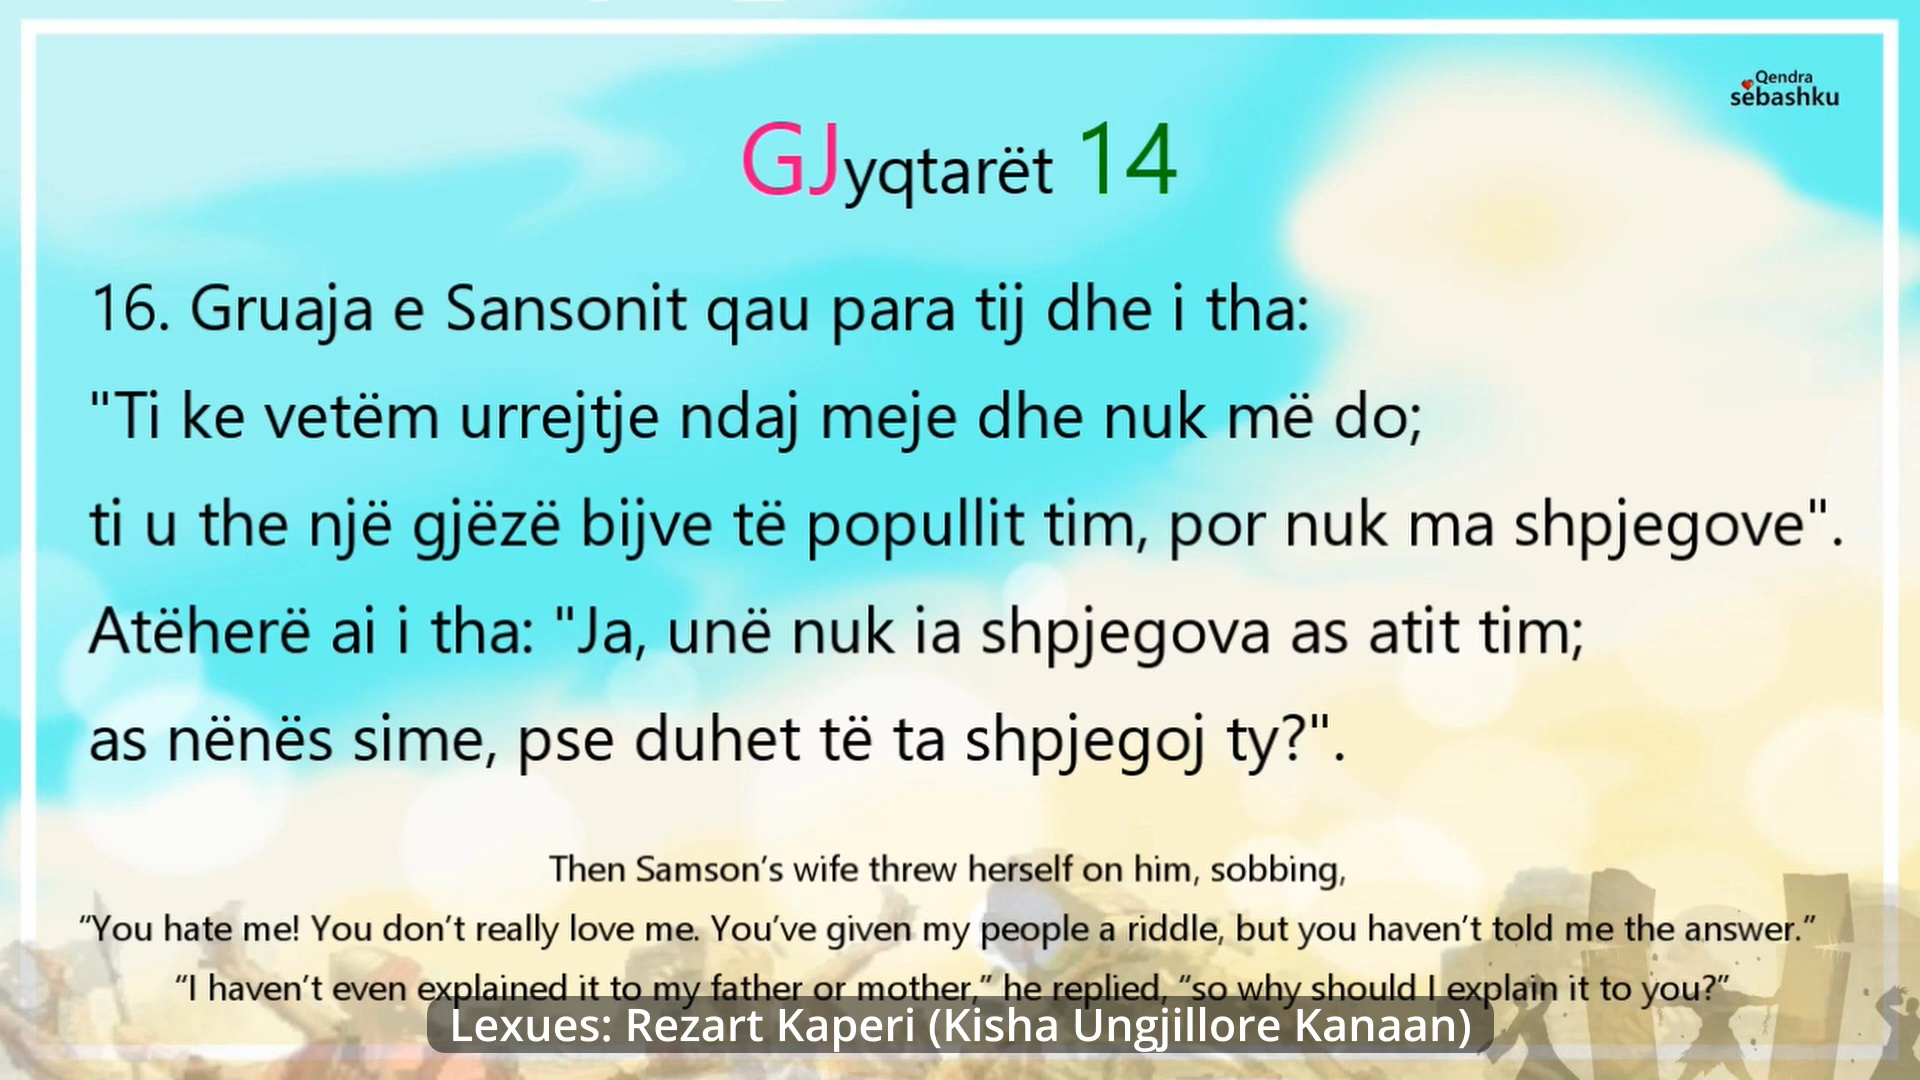 Qendra
sëbashku
GJyqtarët 14
16. Gruaja e Sansonit qau para tij dhe i tha:
"Ti ke vetëm urrejtje ndaj meje dhe nuk më do;
ti u the një gjëzë bijve të popullit tim, por nuk ma shpjegove".
Atëherë ai i tha: "Ja, unë nuk ia shpjegova as atit tim;
as nënës sime, pse duhet të ta shpjegoj ty?".
Then Samson’s wife threw herself on him, sobbing,
“You hate me! You don’t really love me. You’ve given my people a riddle, but you haven’t told me the answer.”
“I haven’t even explained it to my father or mother,” he replied, “so why should I explain it to you?”
Lexues: Rezart Kaperi (Kisha Ungjillore Kanaan)